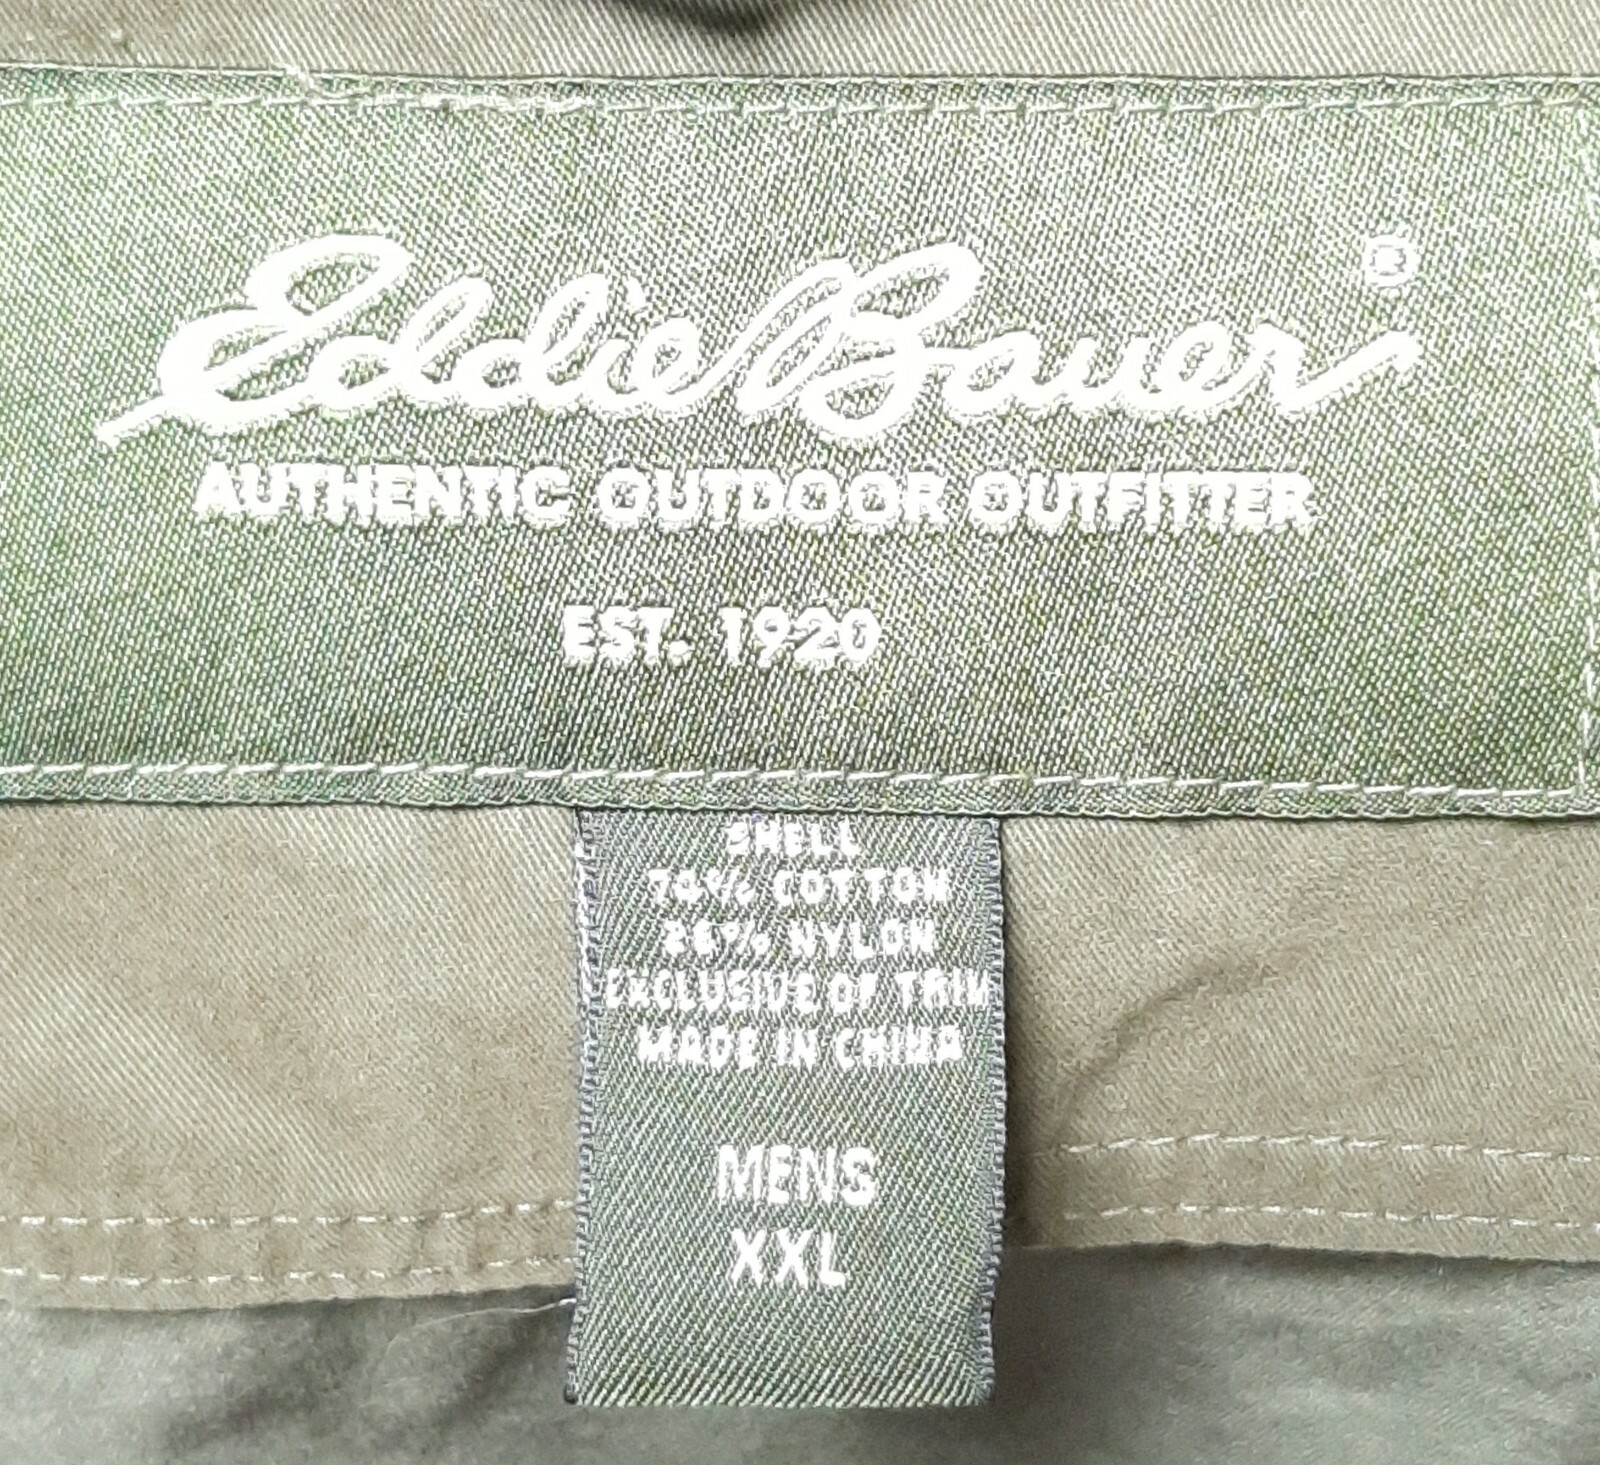 Eddie Bauer®
AUTHENTIC OUTDOOR OUTFITTER
EST. 1920
SHELL
74% COTTON
26% NYLON
EXCLUSIVE OF TRIM
MADE IN CHINA
MENS
XXL